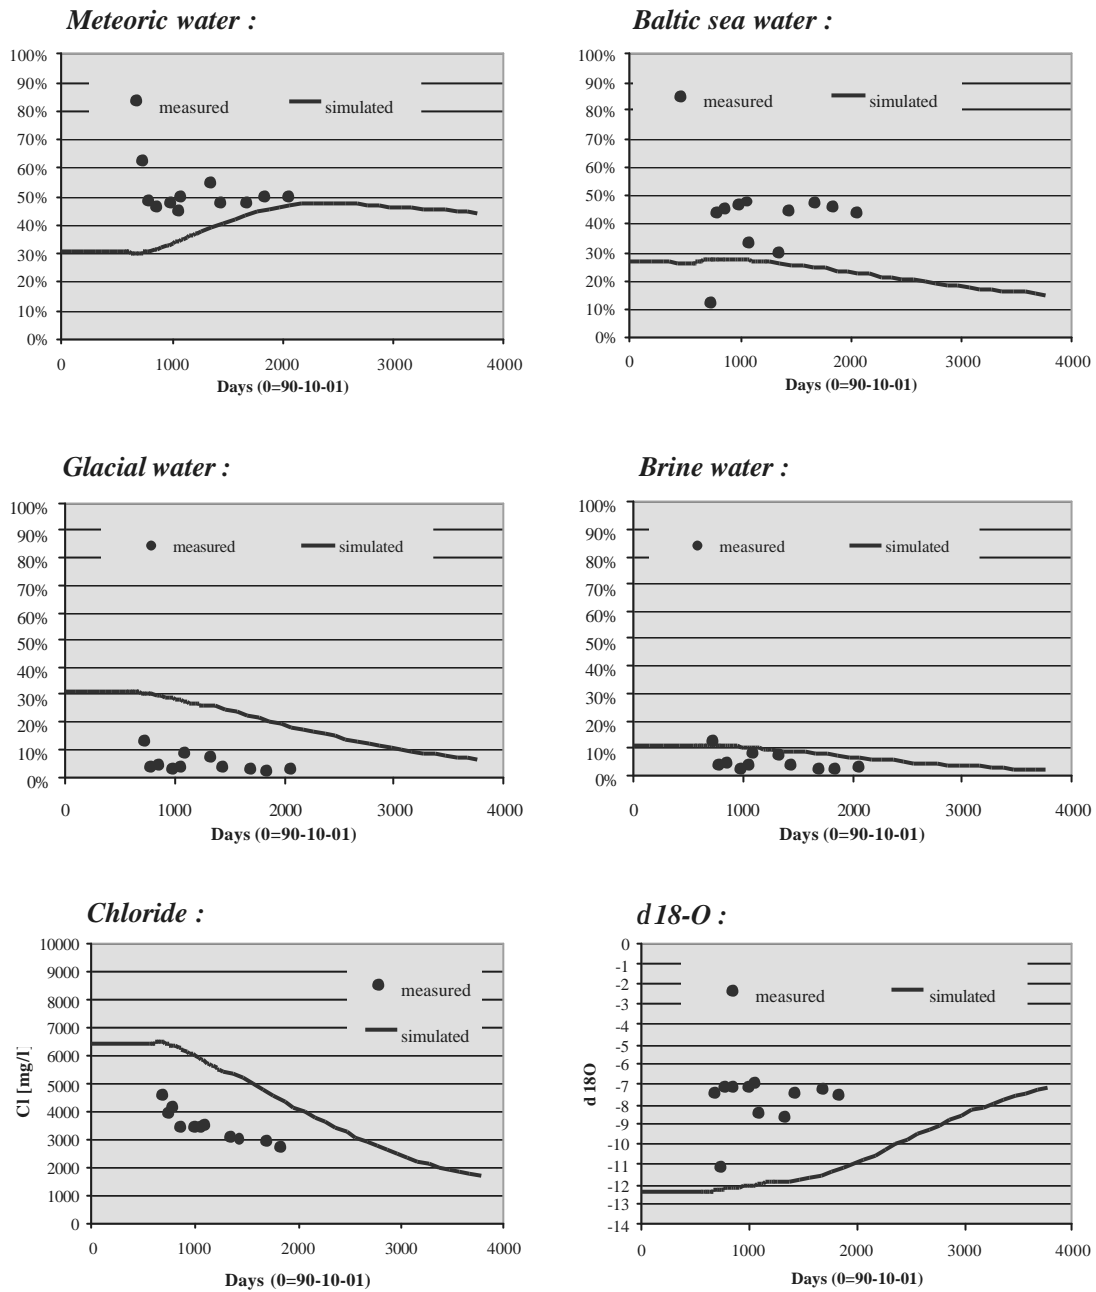 Meteoric water :
100%
90%
80%
70%
60%
50%
40%
30%
20%
10%
0%
measured
simulated
0 1000 2000 3000 4000
Days (0=90-10-01)
Baltic sea water :
100%
90%
80%
70%
60%
50%
40%
30%
20%
10%
0%
measured
simulated
0 1000 2000 3000 4000
Days (0=90-10-01)
Glacial water :
100%
90%
80%
70%
60%
50%
40%
30%
20%
10%
0%
measured
simulated
0 1000 2000 3000 4000
Days (0=90-10-01)
Brine water :
100%
90%
80%
70%
60%
50%
40%
30%
20%
10%
0%
measured
simulated
0 1000 2000 3000 4000
Days (0=90-10-01)
Chloride :
Cl [mg/l]
10000
9000
8000
7000
6000
5000
4000
3000
2000
1000
0
measured
simulated
0 1000 2000 3000 4000
Days (0=90-10-01)
d18-O :
d18O
0
-1
-2
-3
-4
-5
-6
-7
-8
-9
-10
-11
-12
-13
-14
measured
simulated
0 1000 2000 3000 4000
Days (0=90-10-01)